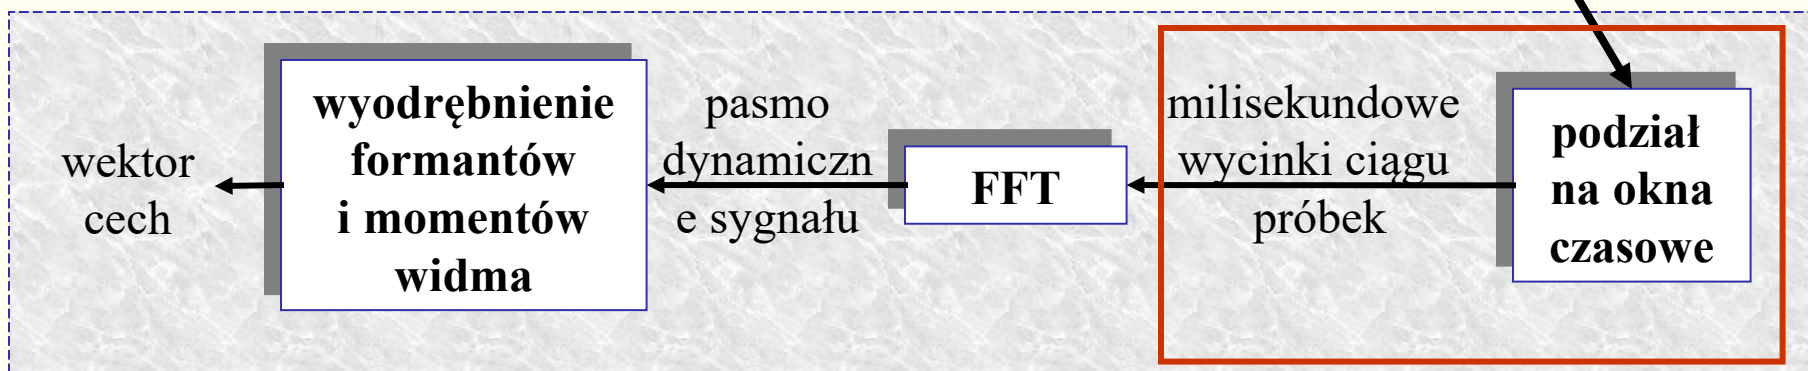 wektor
cech
wyodrębnienie
formantów
i momentów
widma
pasmo
dynamiczn
e sygnału
FFT
milisekundowe
wycinki ciągu
próbek
podział
na okna
czasowe